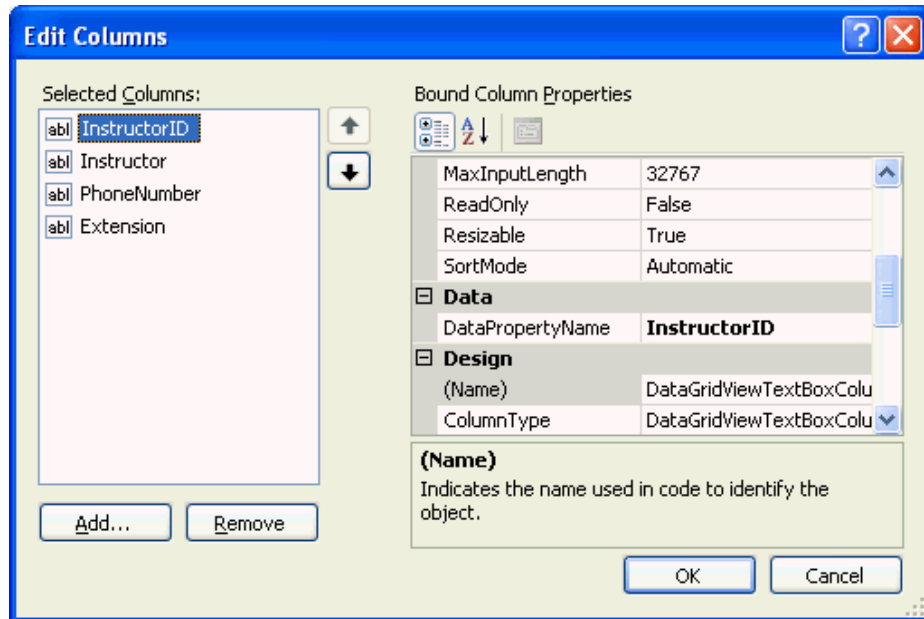 Edit Columns
Selected Columns:
abl InstructorID
abl Instructor
abl PhoneNumber
abl Extension
Add...
Remove
Bound Column Properties
MaxInputLength 32767
ReadOnly False
Resizable True
SortMode Automatic
Data
DataPropertyName InstructorID
Design
(Name) DataGridViewTextBoxColu
ColumnType DataGridViewTextBoxColu
(Name)
Indicates the name used in code to identify the
object.
OK
Cancel